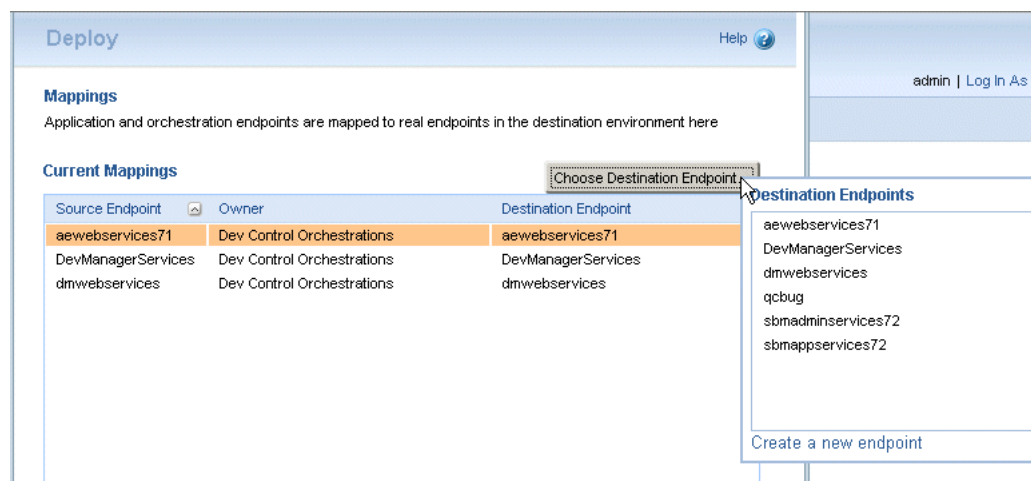 Deploy
Help
admin | Log In As
Mappings
Application and orchestration endpoints are mapped to real endpoints in the destination environment here
Current Mappings
Choose Destination Endpoint...
Source Endpoint Owner Destination Endpoint
aewebservices71 Dev Control Orchestrations aewebservices71
DevManagerServices Dev Control Orchestrations DevManagerServices
dmwebservices Dev Control Orchestrations dmwebservices
Destination Endpoints
aewebservices71
DevManagerServices
dmwebservices
qcbug
sbmadminservices72
sbmappservices72
Create a new endpoint